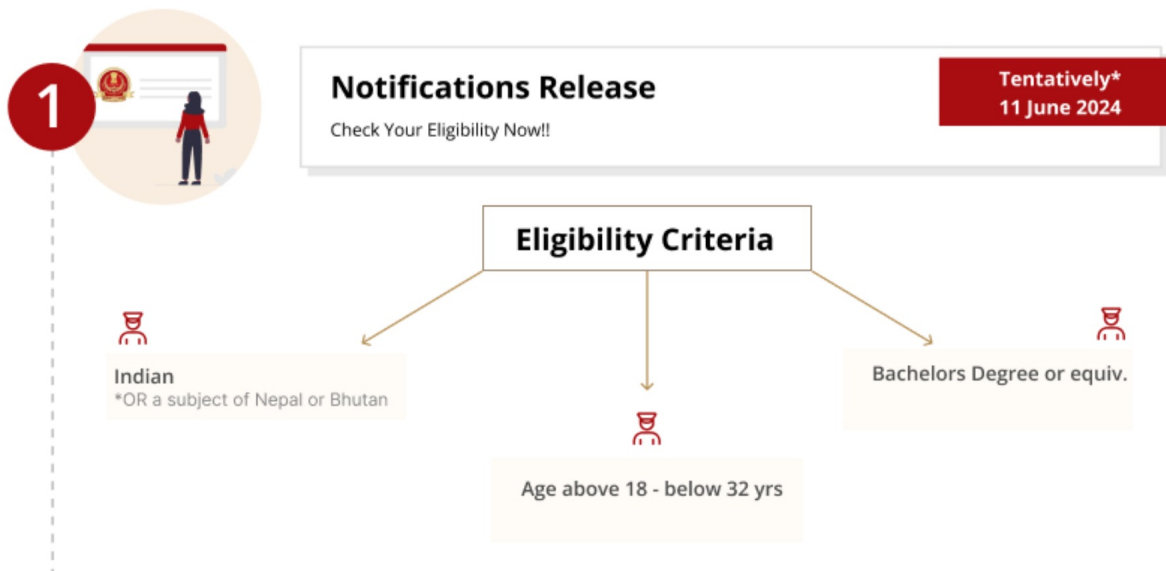 1
Notifications Release
Check Your Eligibility Now!!
Tentatively*
11 June 2024
Eligibility Criteria
Indian
*OR a subject of Nepal or Bhutan
Bachelors Degree or equiv.
Age above 18 - below 32 yrs